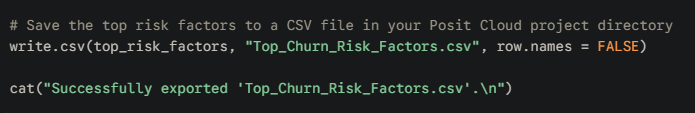 # Save the top risk factors to a CSV file in your Posit Cloud project directory
write.csv(top_risk_factors, "Top_Churn_Risk_Factors.csv", row.names = FALSE)
cat("Successfully exported 'Top_Churn_Risk_Factors.csv'.\n")